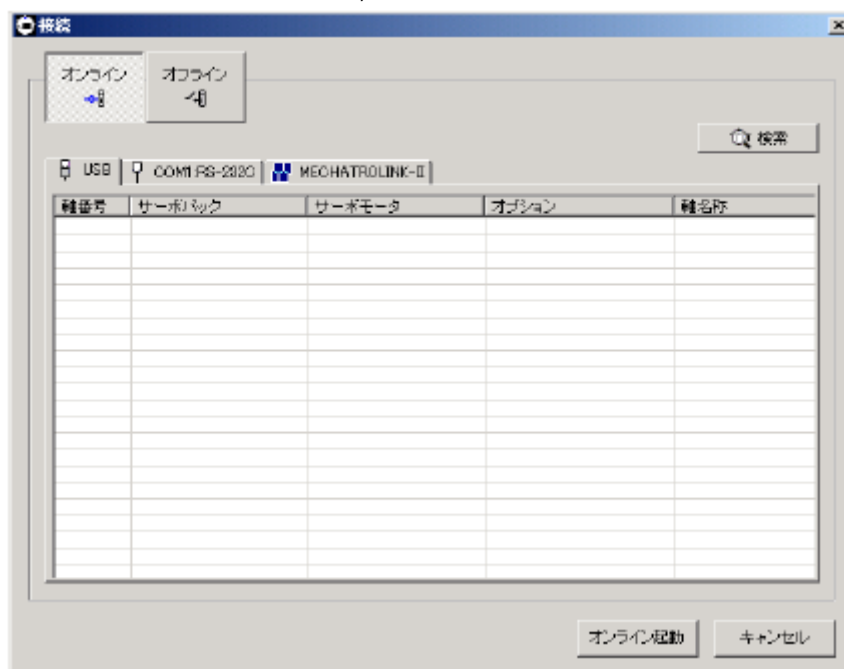 接続
オンライン オフライン
検索
USB COM1:RS-232C MECHATROLINK-II
軸番号 サーボパック サーボモータ オプション 軸名称
オンライン起動 キャンセル